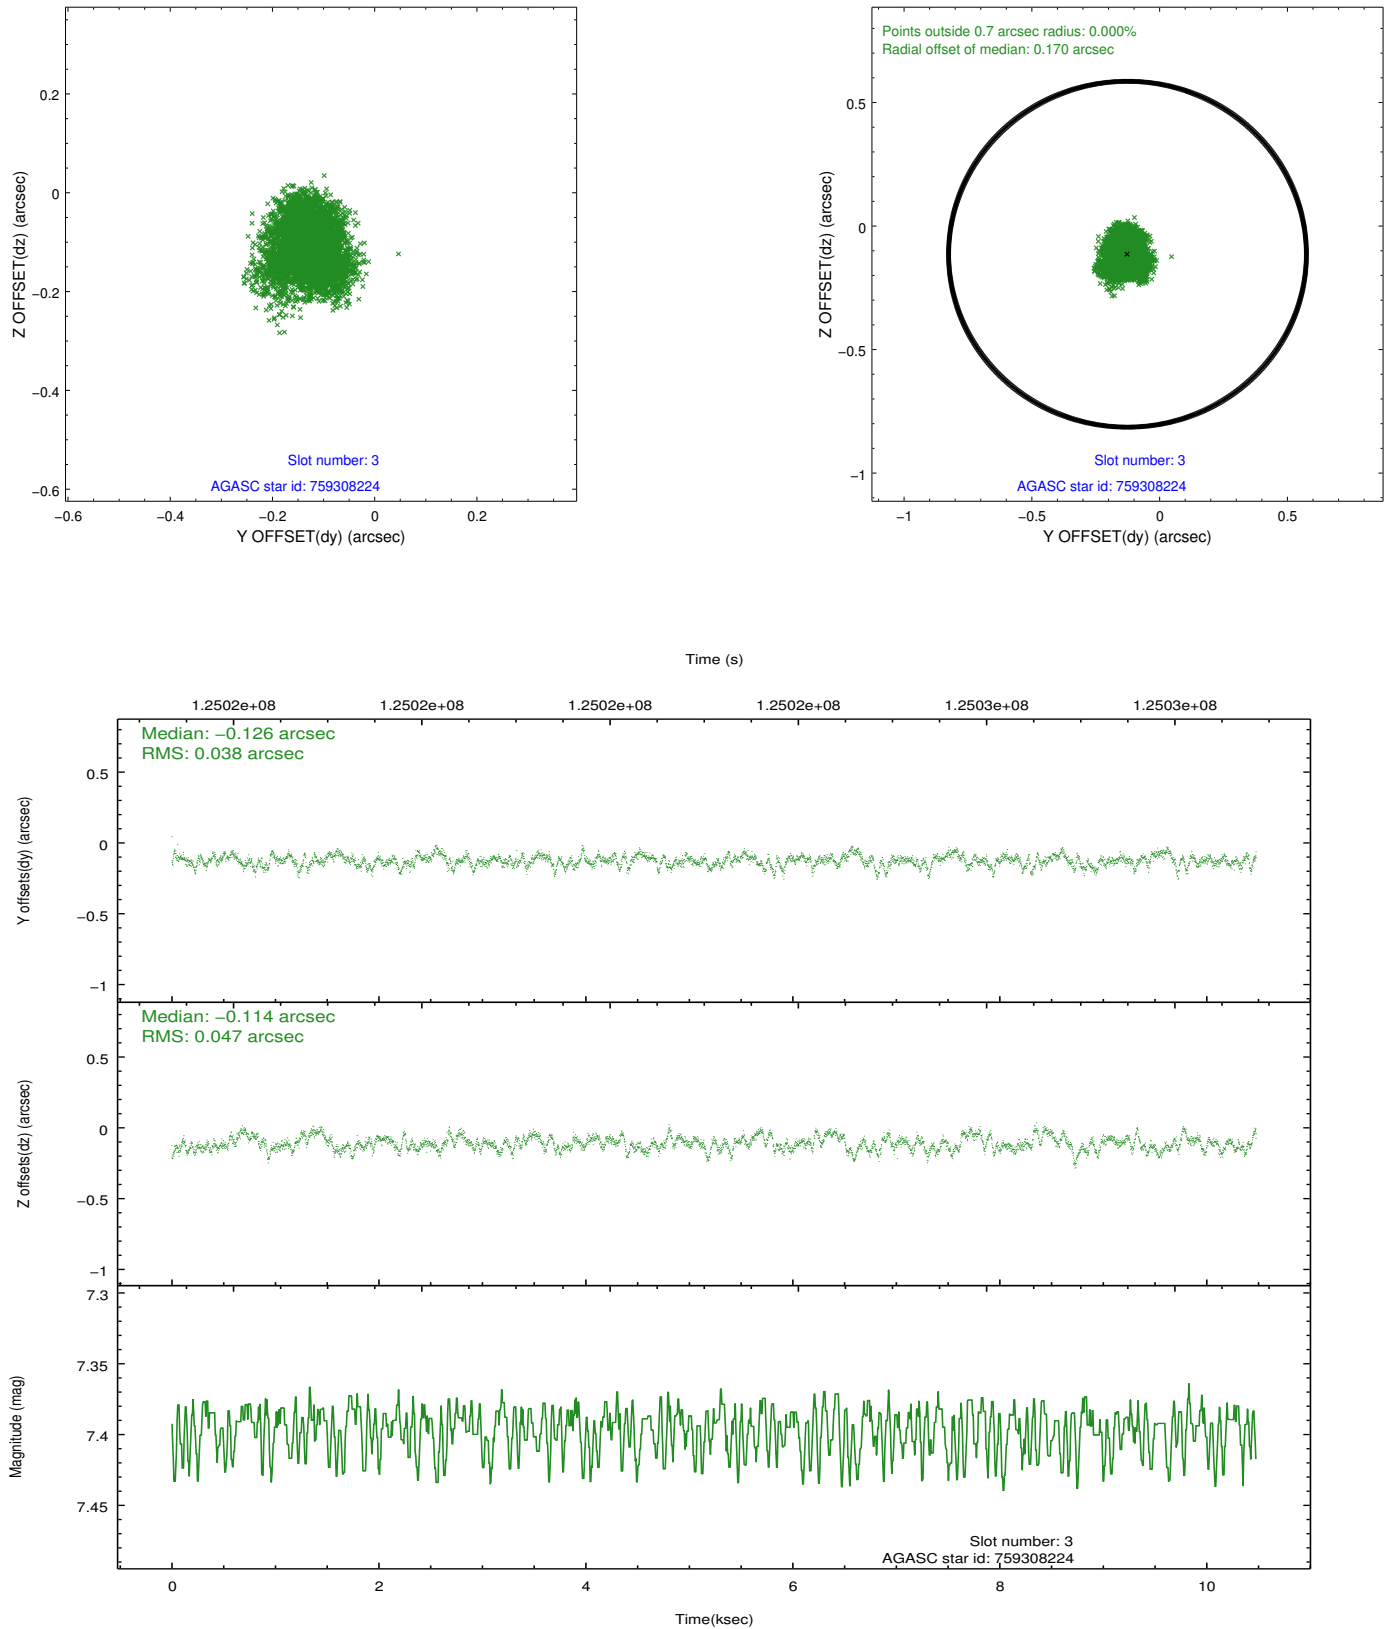 0.2
0
−0.2
−0.4
−0.6
−0.6
−0.4
−0.2
0
0.2
Z OFFSET(dz) (arcsec)
Y OFFSET(dy) (arcsec)
Slot number: 3
AGASC star id: 759308224
Points outside 0.7 arcsec radius: 0.000%
Radial offset of median: 0.170 arcsec
0.5
0
−0.5
−1
−1
−0.5
0
0.5
Z OFFSET(dz) (arcsec)
Y OFFSET(dy) (arcsec)
Slot number: 3
AGASC star id: 759308224
Time (s)
1.2502e+08 1.2502e+08 1.2502e+08 1.2502e+08 1.2503e+08 1.2503e+08
Median: −0.126 arcsec
RMS: 0.038 arcsec
0.5
0
−0.5
−1
Y offsets(dy) (arcsec)
Median: −0.114 arcsec
RMS: 0.047 arcsec
0.5
0
−0.5
−1
Z offsets(dz) (arcsec)
7.3
7.35
7.4
7.45
Magnitude (mag)
Slot number: 3
AGASC star id: 759308224
0 2 4 6 8 10
Time(ksec)